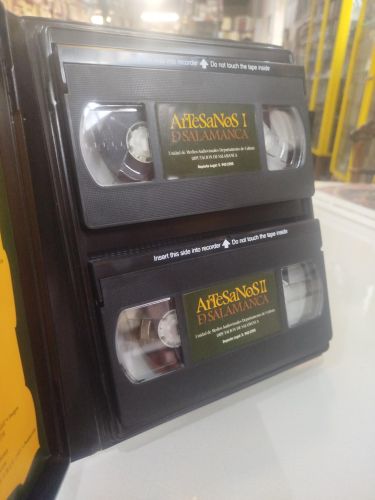 Insert this side into recorder Do not touch the tape inside
ARTeSaNoS I
D SALAMANCA
Unidad de Medios Audiovisuales Departamento de Cultura
DIPUTACION DE SALAMANCA
Insert this side into recorder Do not touch the tape inside
ARTeSaNoS II
D SALAMANCA
Unidad de Medios Audiovisuales Departamento de Cultura
DIPUTACION DE SALAMANCA